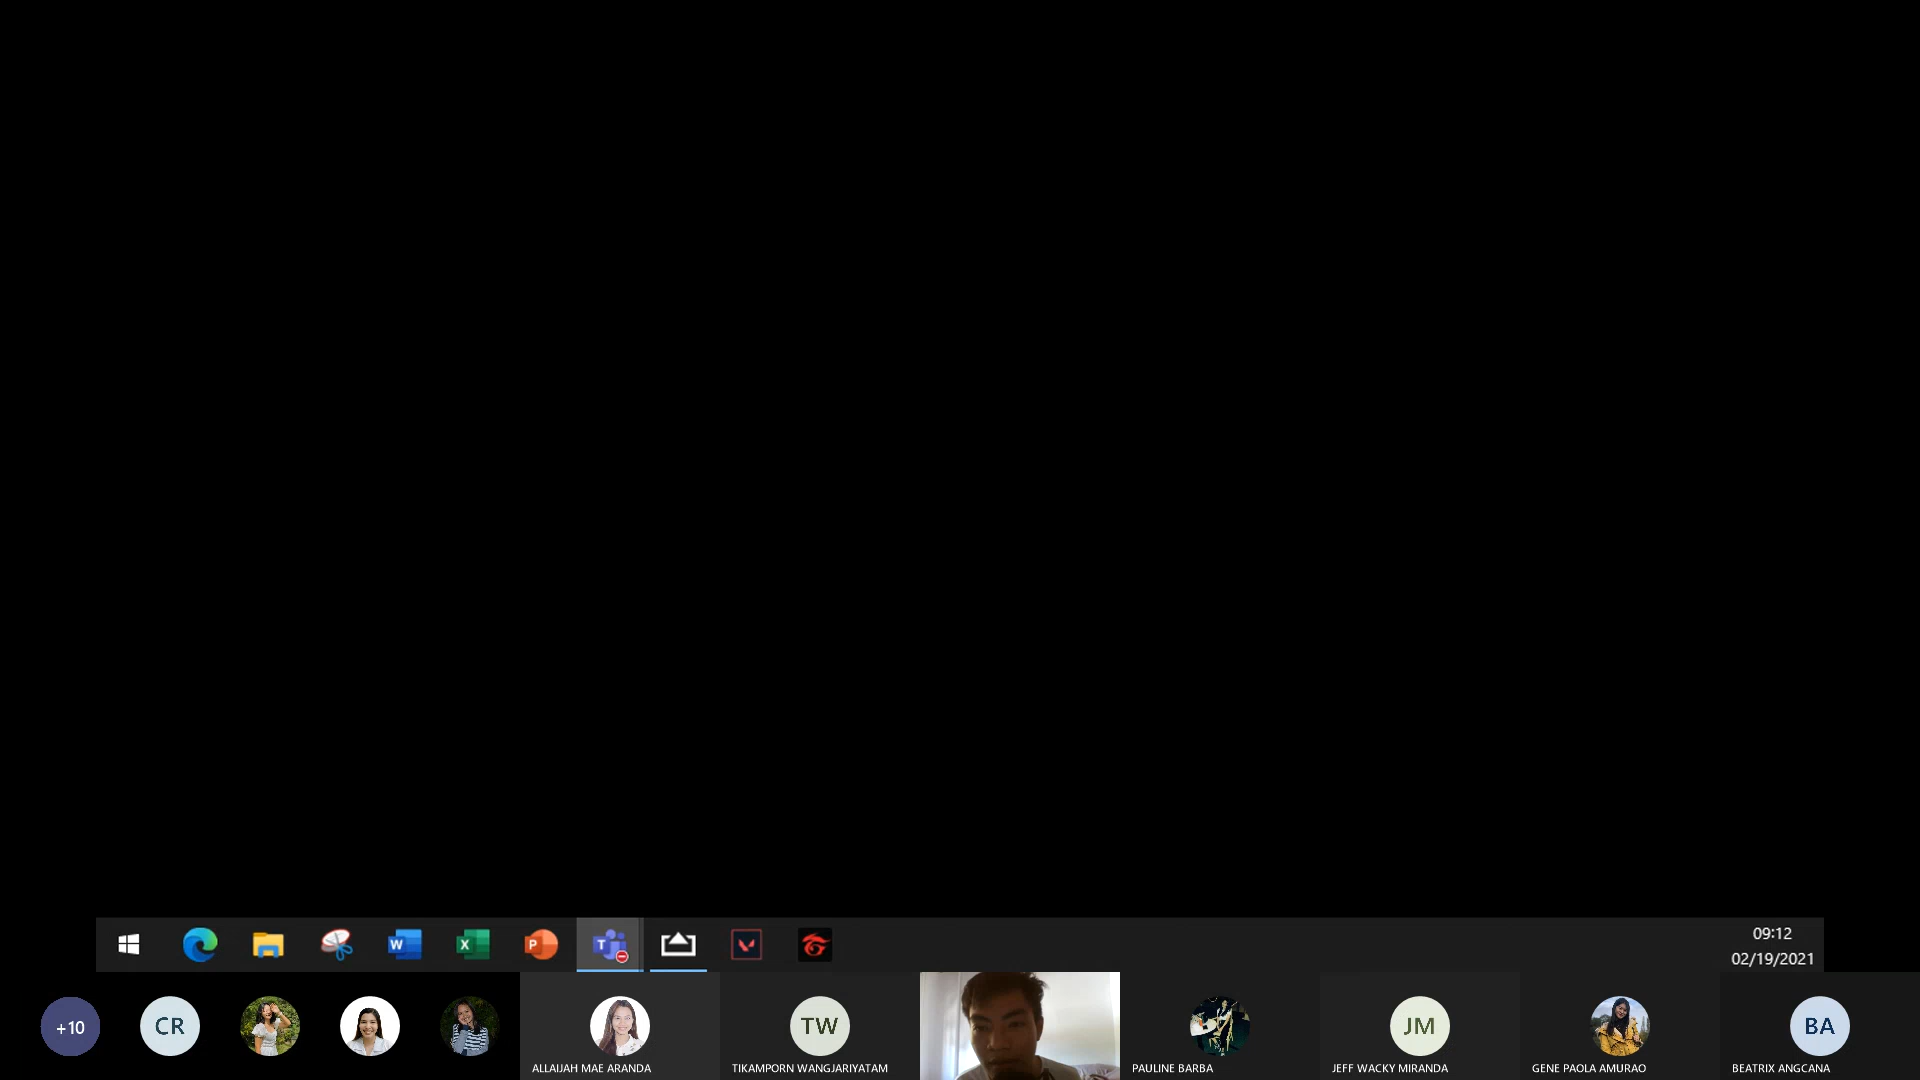 09:12
02/19/2021
+10
CR
TW
JM
BA
ALLAIJAH MAE ARANDA
TIKAMPORN WANGJARIYATAM
PAULINE BARBA
JEFF WACKY MIRANDA
GENE PAOLA AMURAO
BEATRIX ANGCANA